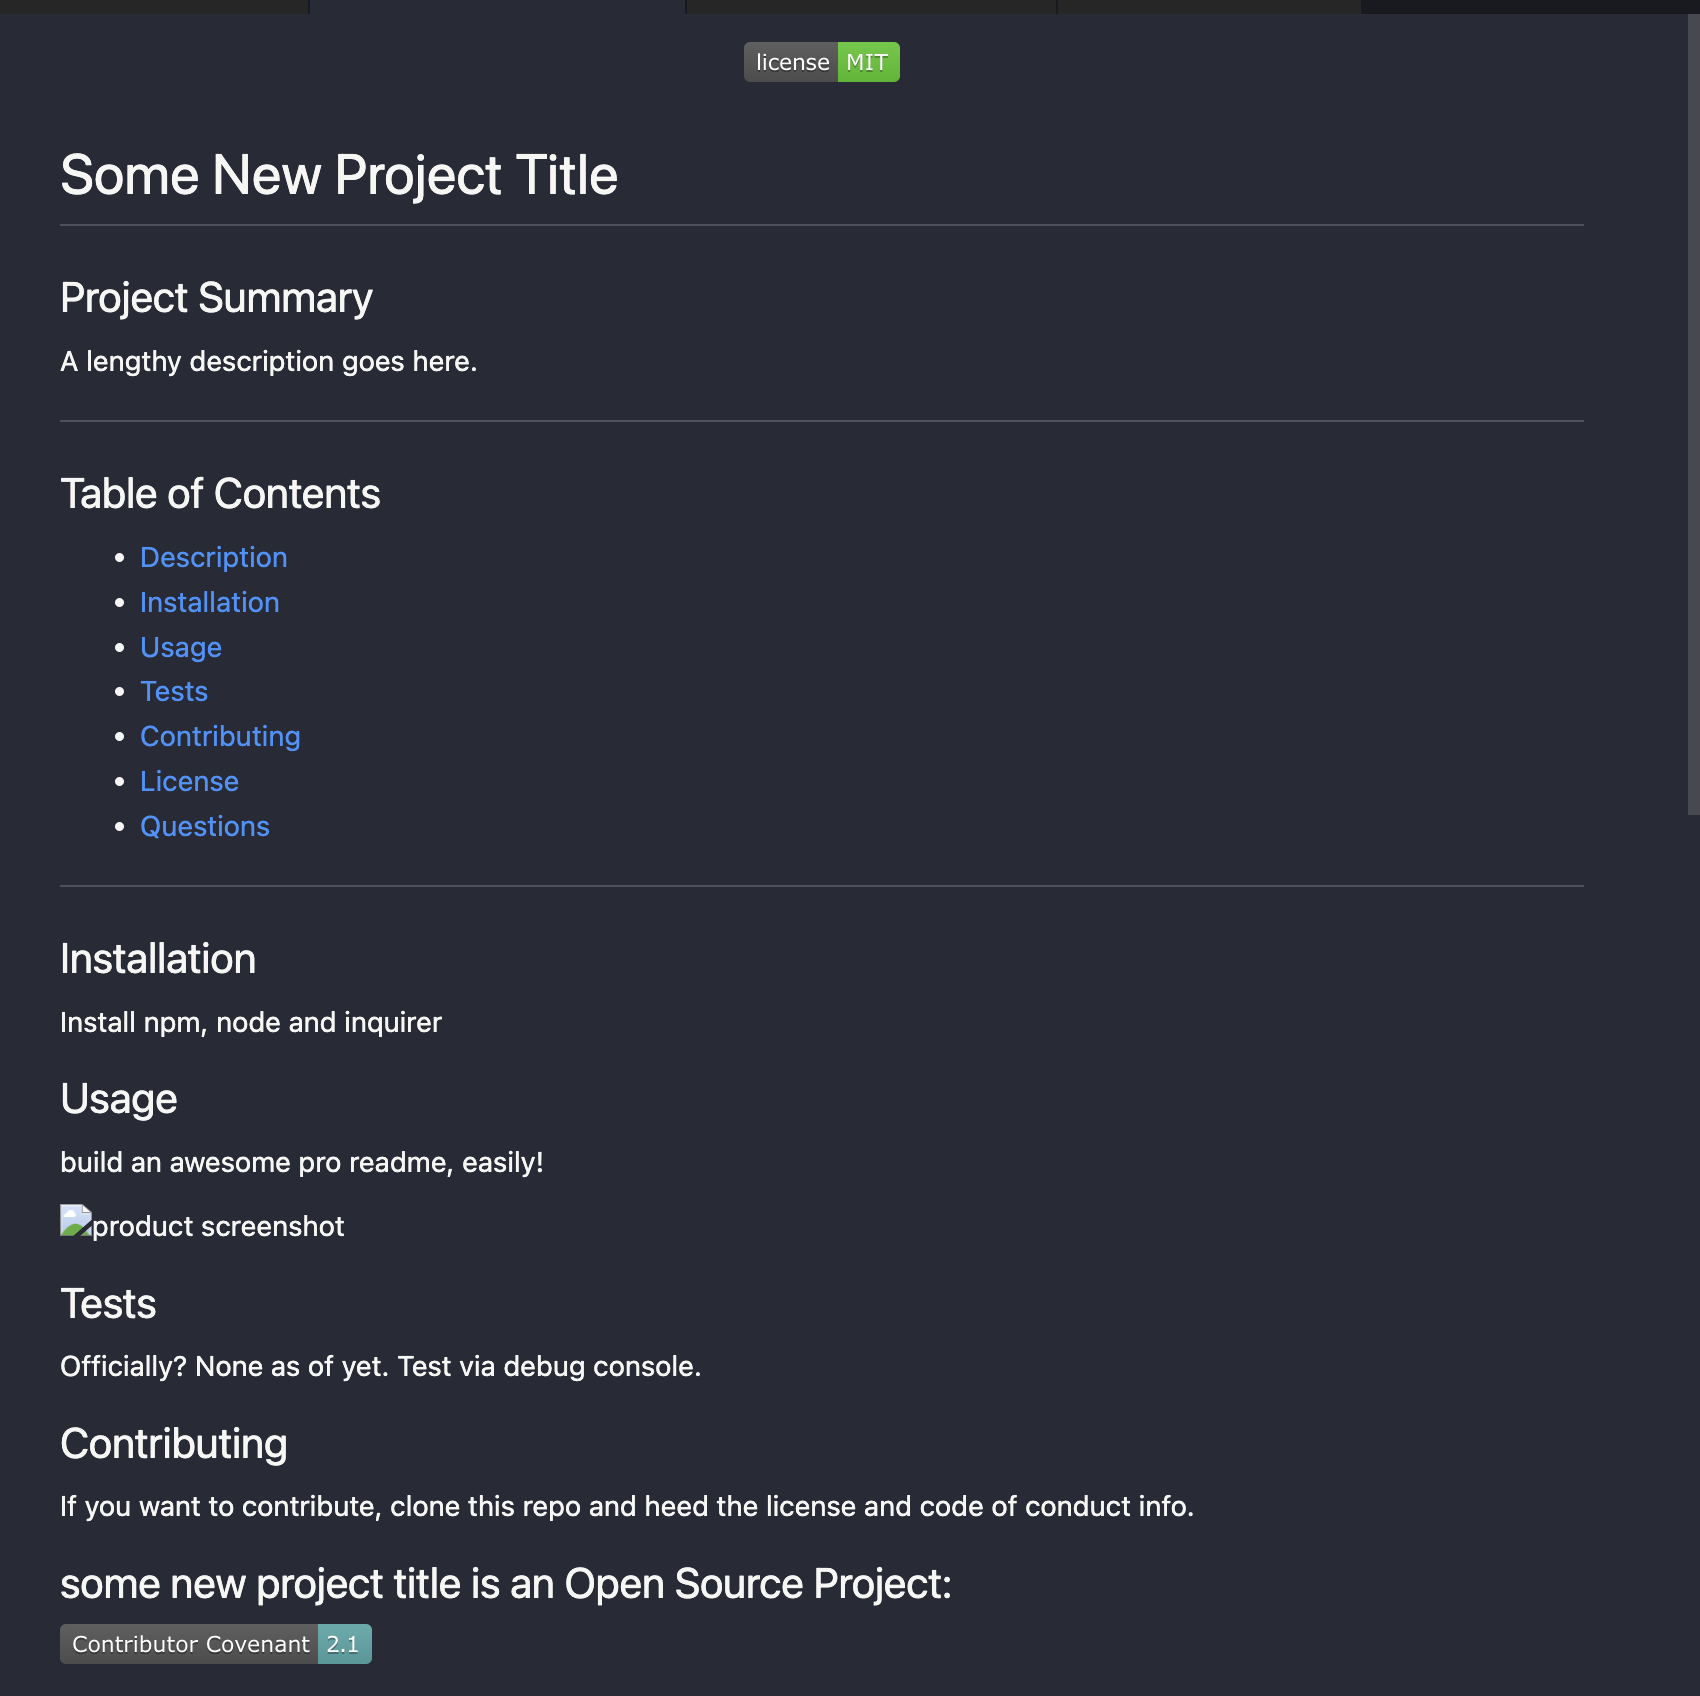 license MIT
Some New Project Title
Project Summary
A lengthy description goes here.
Table of Contents
Description
Installation
Usage
Tests
Contributing
License
Questions
Installation
Install npm, node and inquirer
Usage
build an awesome pro readme, easily!
product screenshot
Tests
Officially? None as of yet. Test via debug console.
Contributing
If you want to contribute, clone this repo and heed the license and code of conduct info.
some new project title is an Open Source Project:
Contributor Covenant 2.1